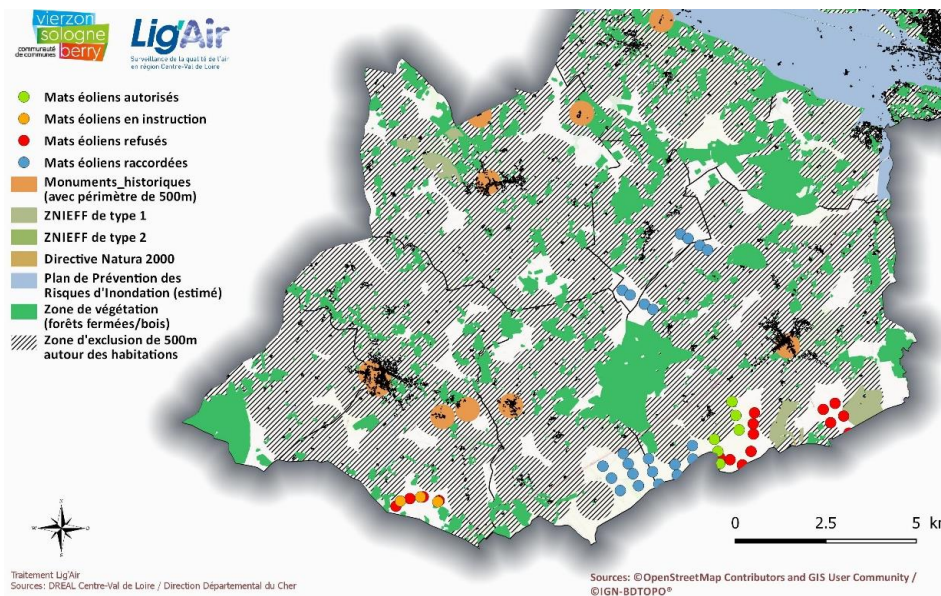 vierzon
sologne
communauté
de communes
berry
Lig'Air
Surveillance de la qualité de l'air
en région Centre-Val de Loire
Mats éoliens autorisés
Mats éoliens en instruction
Mats éoliens refusés
Mats éoliens raccordées
Monuments_historiques
(avec périmètre de 500m)
ZNIEFF de type 1
ZNIEFF de type 2
Directive Natura 2000
Plan de Prévention des
Risques d'Inondation (estimé)
Zone de végétation
(forêts fermées/bois)
Zone d'exclusion de 500m
autour des habitations
0 2.5 5 km
Traitement Lig'Air
Sources: DREAL Centre-Val de Loire / Direction Départemental du Cher
Sources: ©OpenStreetMap Contributors and GIS User Community /
©IGN-BDTOPO®